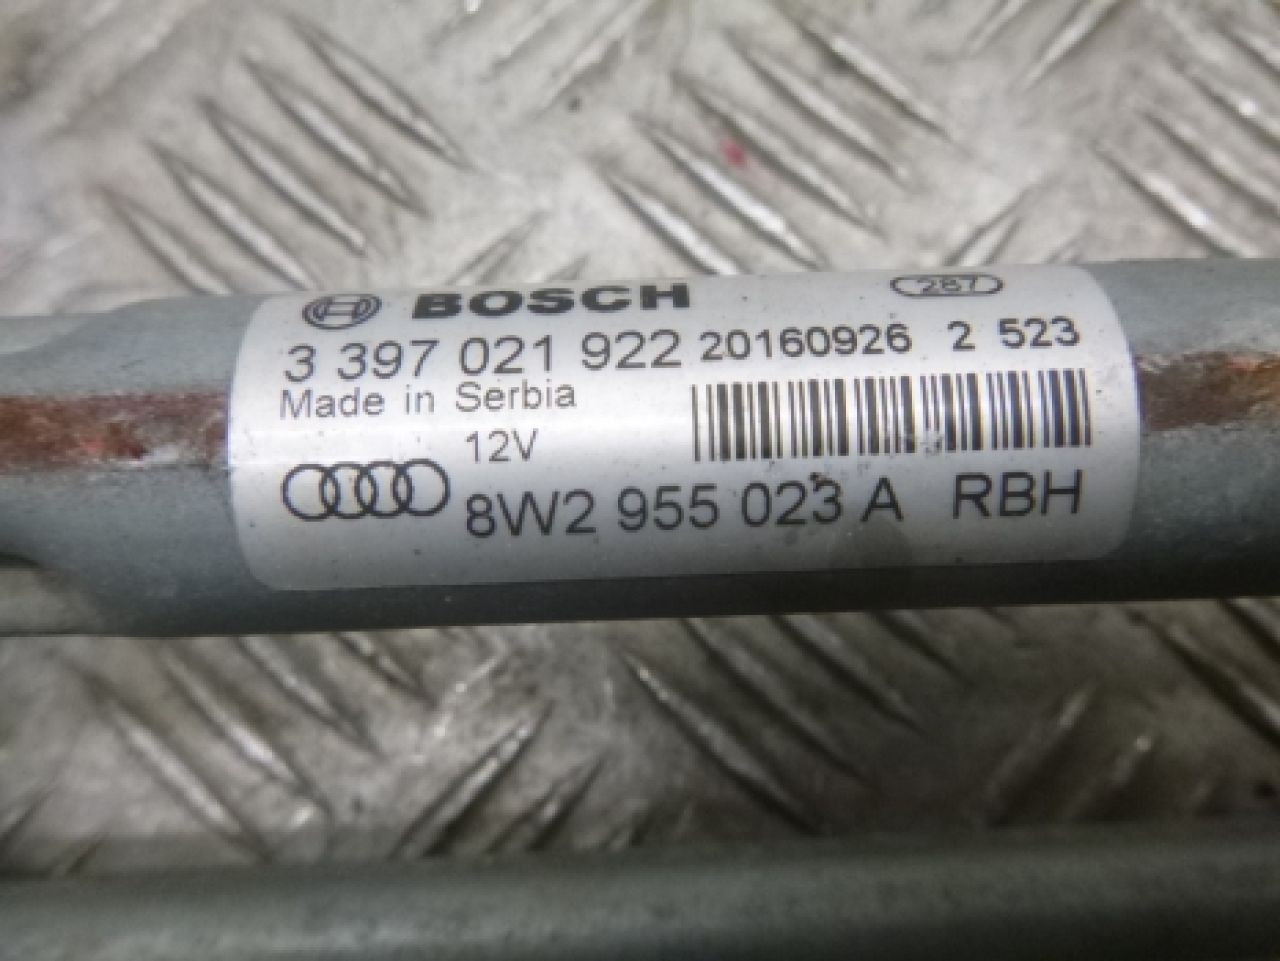 BOSCH 287
3 397 021 922 20160926 2 523
Made in Serbia
12V
8W2 955 023 A RBH